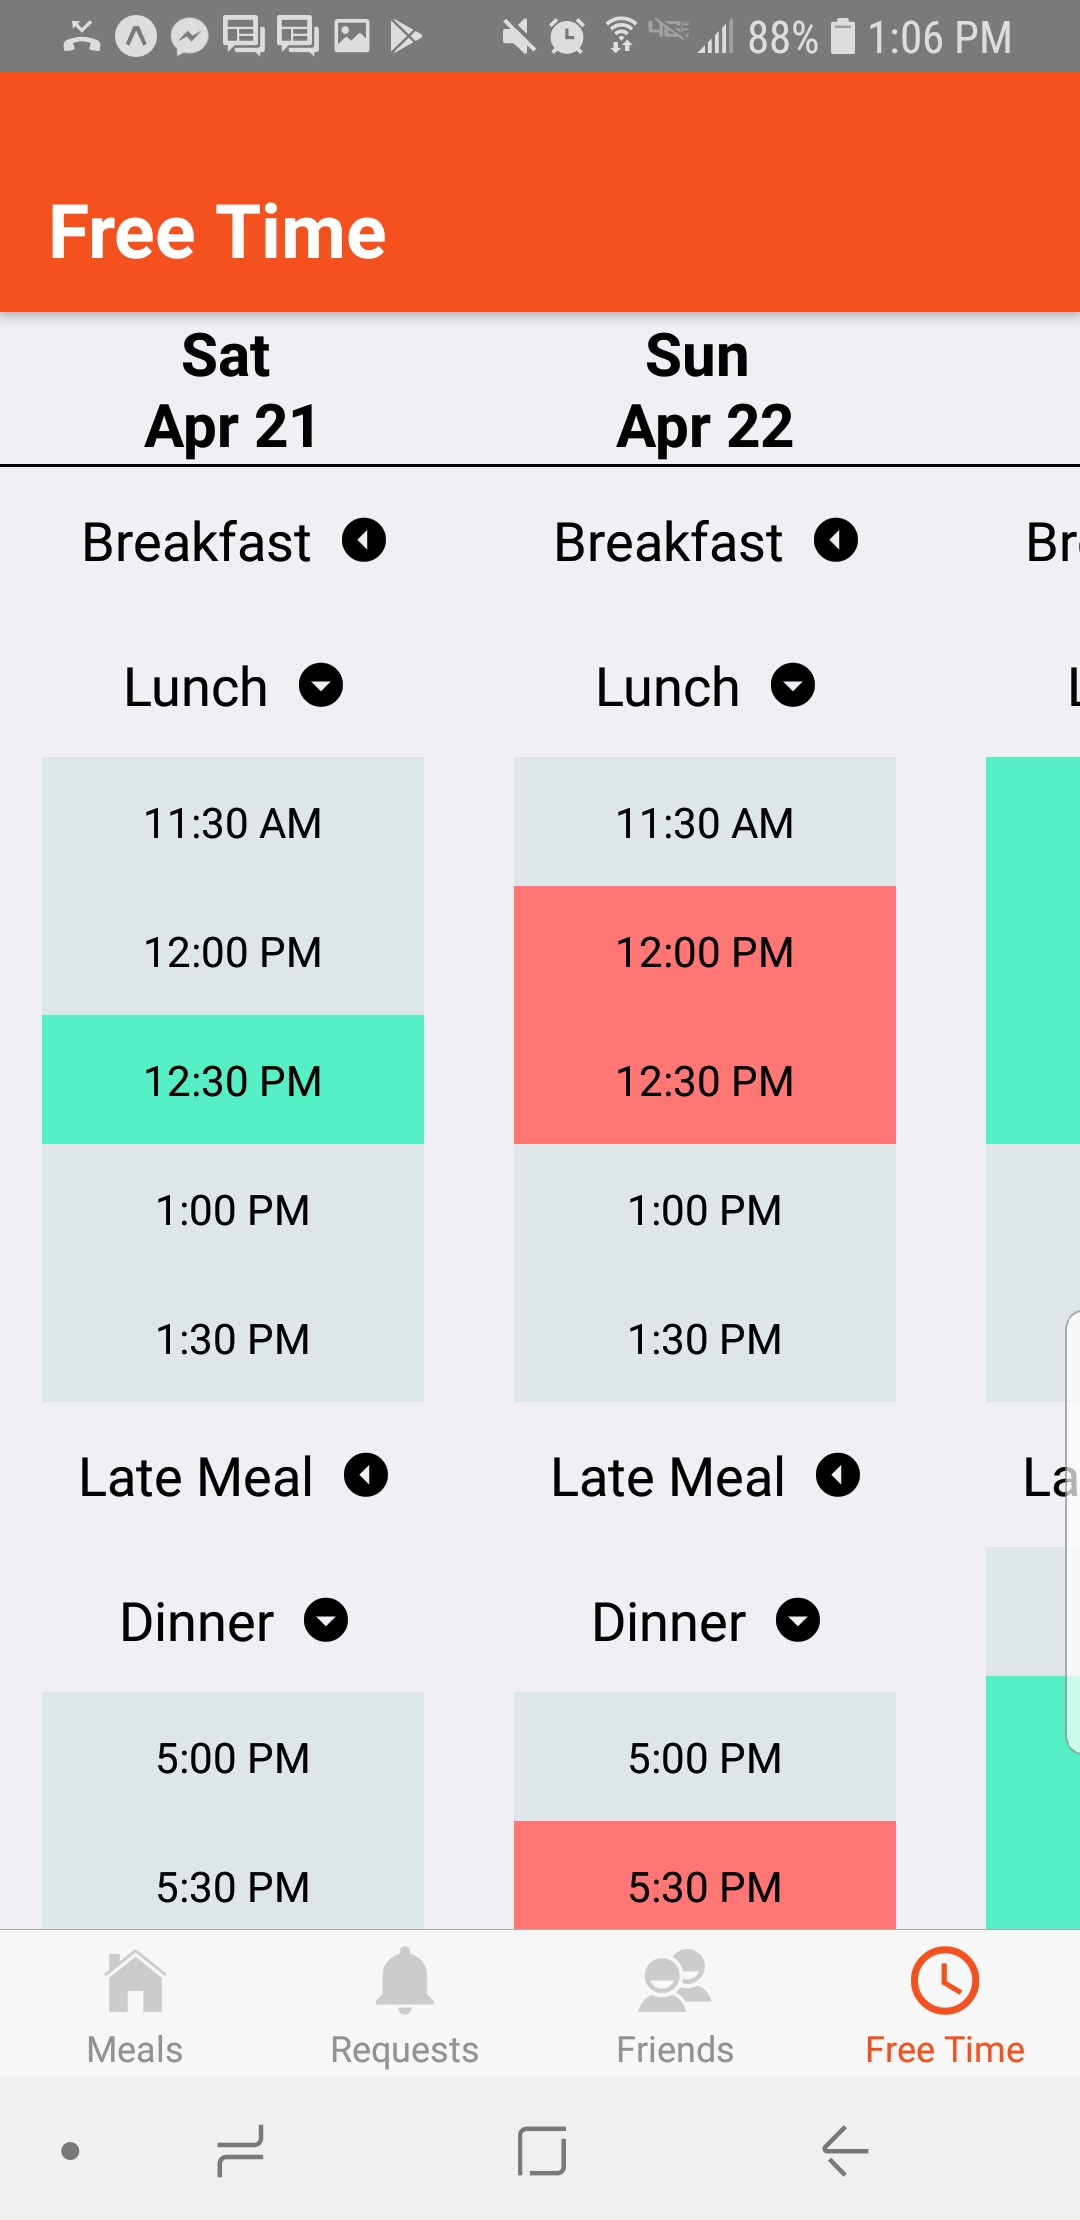 88% 1:06 PM
Free Time
Sat Sun
Apr 21 Apr 22
Breakfast Breakfast Br
Lunch Lunch L
11:30 AM 11:30 AM
12:00 PM 12:00 PM
12:30 PM 12:30 PM
1:00 PM 1:00 PM
1:30 PM 1:30 PM
Late Meal Late Meal La
Dinner Dinner
5:00 PM 5:00 PM
5:30 PM 5:30 PM
Meals Requests Friends Free Time